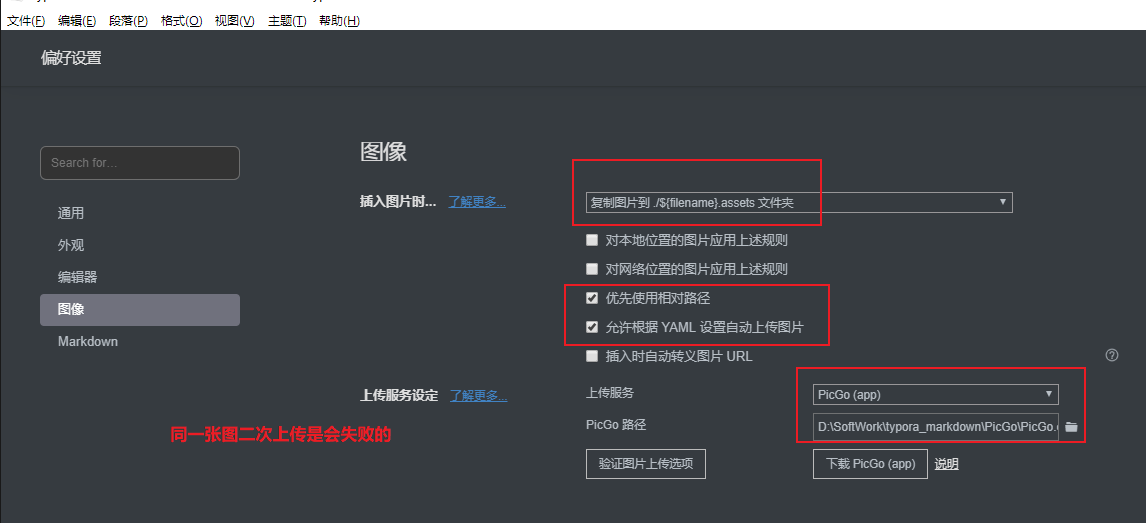 文件(F) 编辑(E) 段落(P) 格式(O) 视图(V) 主题(T) 帮助(H)
偏好设置
Search for...
通用
外观
编辑器
图像
Markdown
图像
插入图片时... 了解更多... 复制图片到 ./${filename}.assets 文件夹
对本地位置的图片应用上述规则
对网络位置的图片应用上述规则
优先使用相对路径
允许根据 YAML 设置自动上传图片
插入时自动转义图片 URL
上传服务设定 了解更多... 上传服务 PicGo (app)
PicGo 路径 D:\SoftWork\typora_markdown\PicGo\PicGo.
同一张图二次上传是会失败的
验证图片上传选项 下载 PicGo (app) 说明